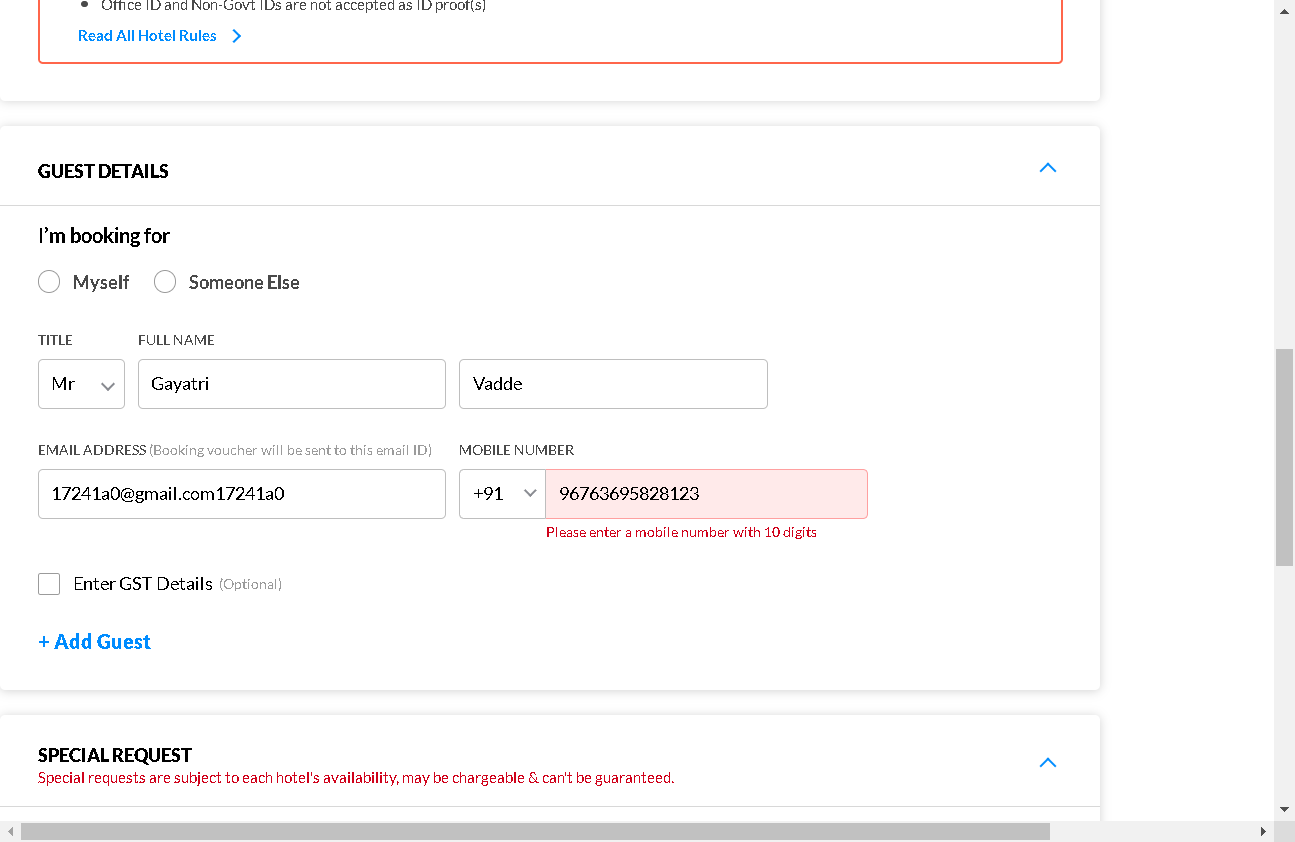 Office ID and Non-Govt IDs are not accepted as ID proof(s)
Read All Hotel Rules
GUEST DETAILS
I'm booking for
Myself Someone Else
TITLE FULL NAME
Mr Gayatri Vadde
EMAIL ADDRESS (Booking voucher will be sent to this email ID) MOBILE NUMBER
17241a0@gmail.com17241a0 +91 96763695828123
Please enter a mobile number with 10 digits
Enter GST Details (Optional)
+ Add Guest
SPECIAL REQUEST
Special requests are subject to each hotel's availability, may be chargeable & can't be guaranteed.